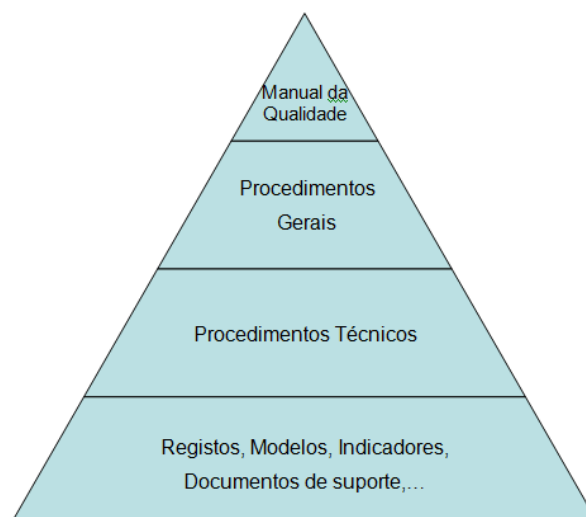 Manual da
Qualidade
Procedimentos
Gerais
Procedimentos Técnicos
Registos, Modelos, Indicadores,
Documentos de suporte,...